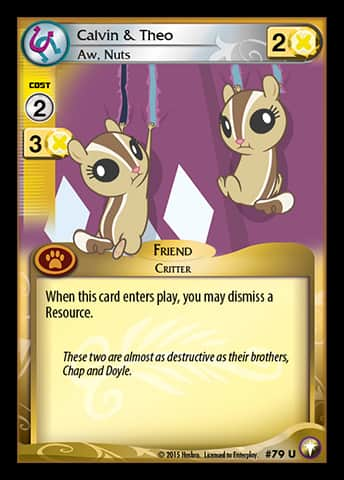 Calvin & Theo
Aw, Nuts
2
COST
2
3
FRIEND
CRITTER
When this card enters play, you may dismiss a
Resource.
These two are almost as destructive as their brothers,
Chap and Doyle.
© 2015 Hasbro. Licensed to Enterplay.
#79 U